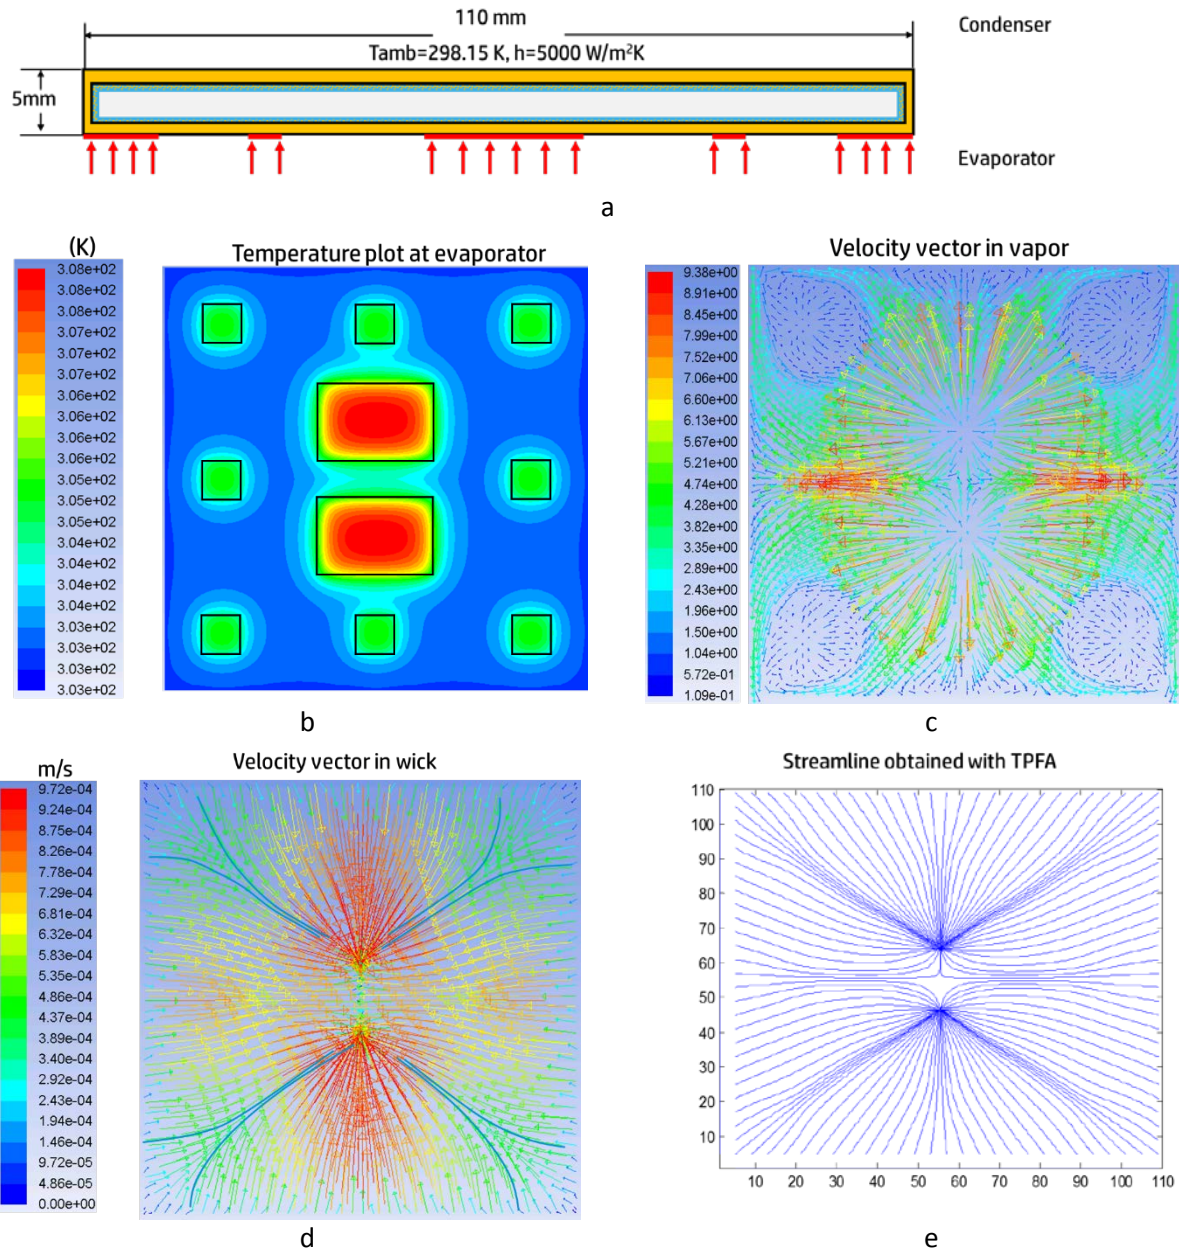 110 mm
Condenser
Tamb=298.15 K, h=5000 W/m²K
5mm
Evaporator
a
(K)
Temperature plot at evaporator
3.08e+02
3.08e+02
3.08e+02
3.07e+02
3.07e+02
3.07e+02
3.06e+02
3.06e+02
3.06e+02
3.05e+02
3.05e+02
3.05e+02
3.05e+02
3.04e+02
3.04e+02
3.04e+02
3.03e+02
3.03e+02
3.03e+02
3.03e+02
b
Velocity vector in vapor
9.38e+00
8.91e+00
8.45e+00
7.99e+00
7.52e+00
7.06e+00
6.60e+00
6.13e+00
5.67e+00
5.21e+00
4.74e+00
4.28e+00
3.82e+00
3.35e+00
2.89e+00
2.43e+00
1.96e+00
1.50e+00
1.04e+00
5.72e-01
1.09e-01
c
m/s
Velocity vector in wick
9.72e-04
9.24e-04
8.75e-04
8.26e-04
7.78e-04
7.29e-04
6.81e-04
6.32e-04
5.83e-04
5.35e-04
4.86e-04
4.37e-04
3.89e-04
3.40e-04
2.92e-04
2.43e-04
1.94e-04
1.46e-04
9.72e-05
4.86e-05
0.00e+00
d
Streamline obtained with TPFA
110
100
90
80
70
60
50
40
30
20
10
10 20 30 40 50 60 70 80 90 100 110
e